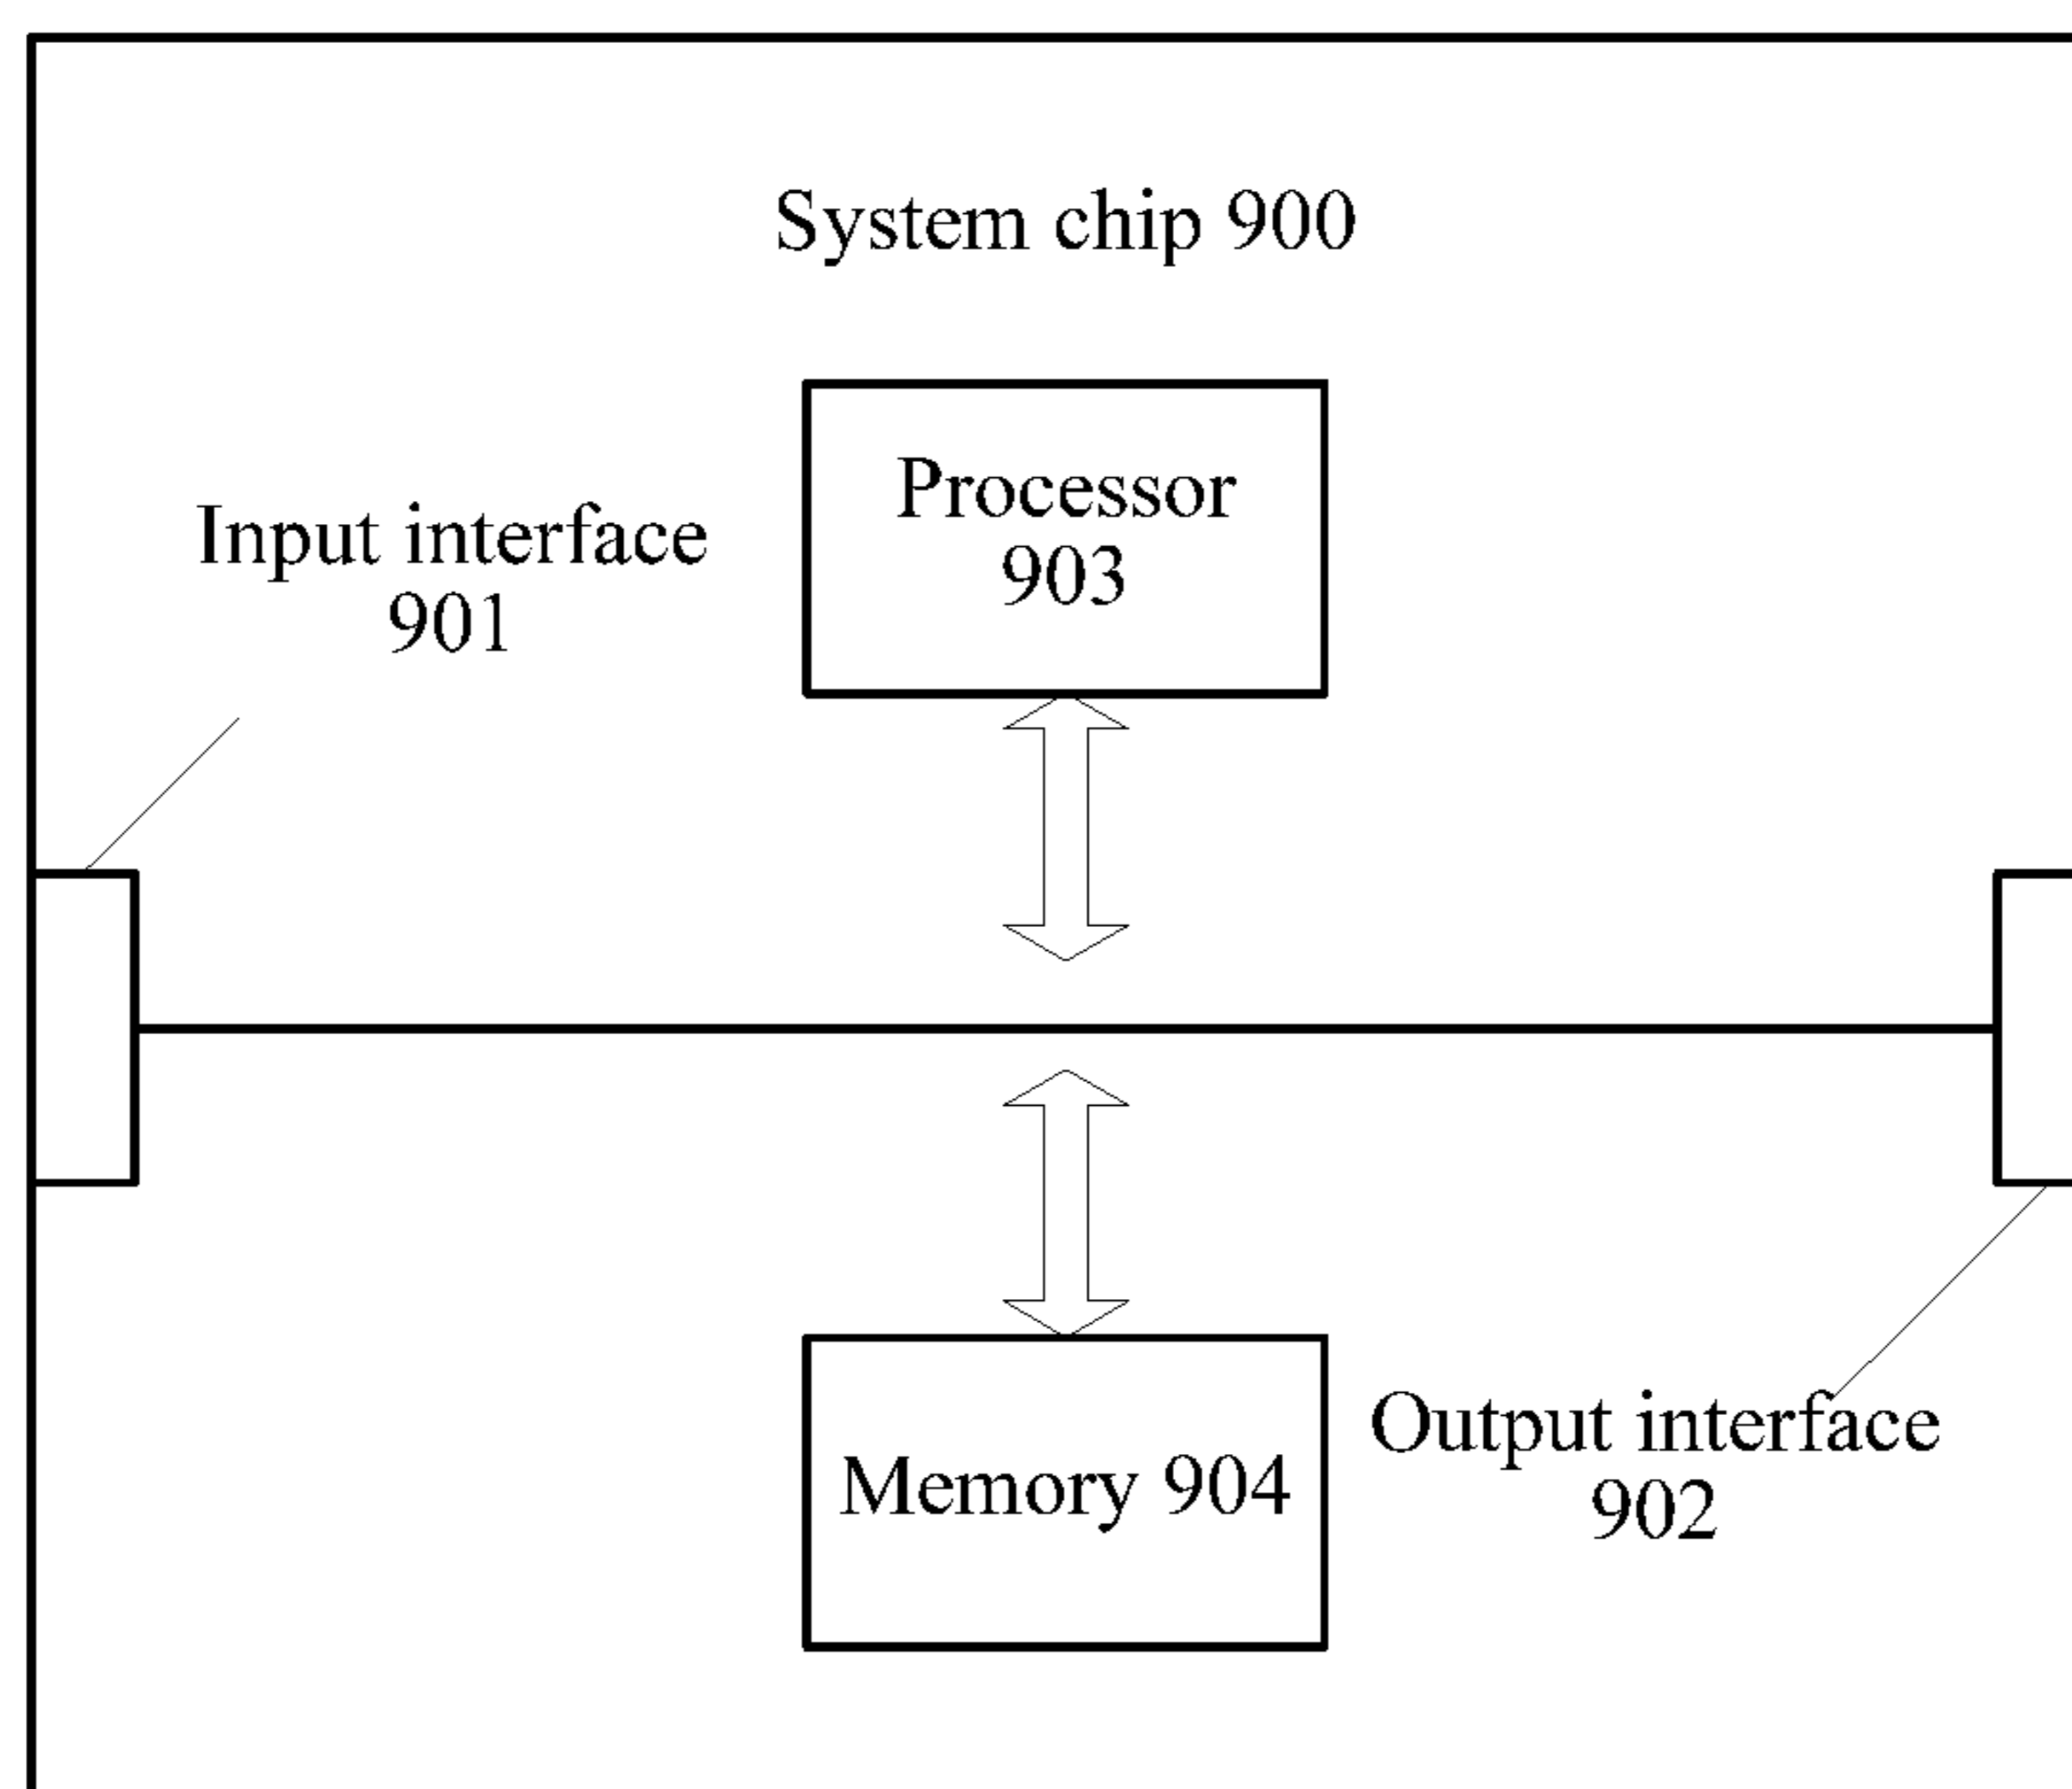 System chip 900
Processor
903
Input interface
901
Memory 904
Output interface
902